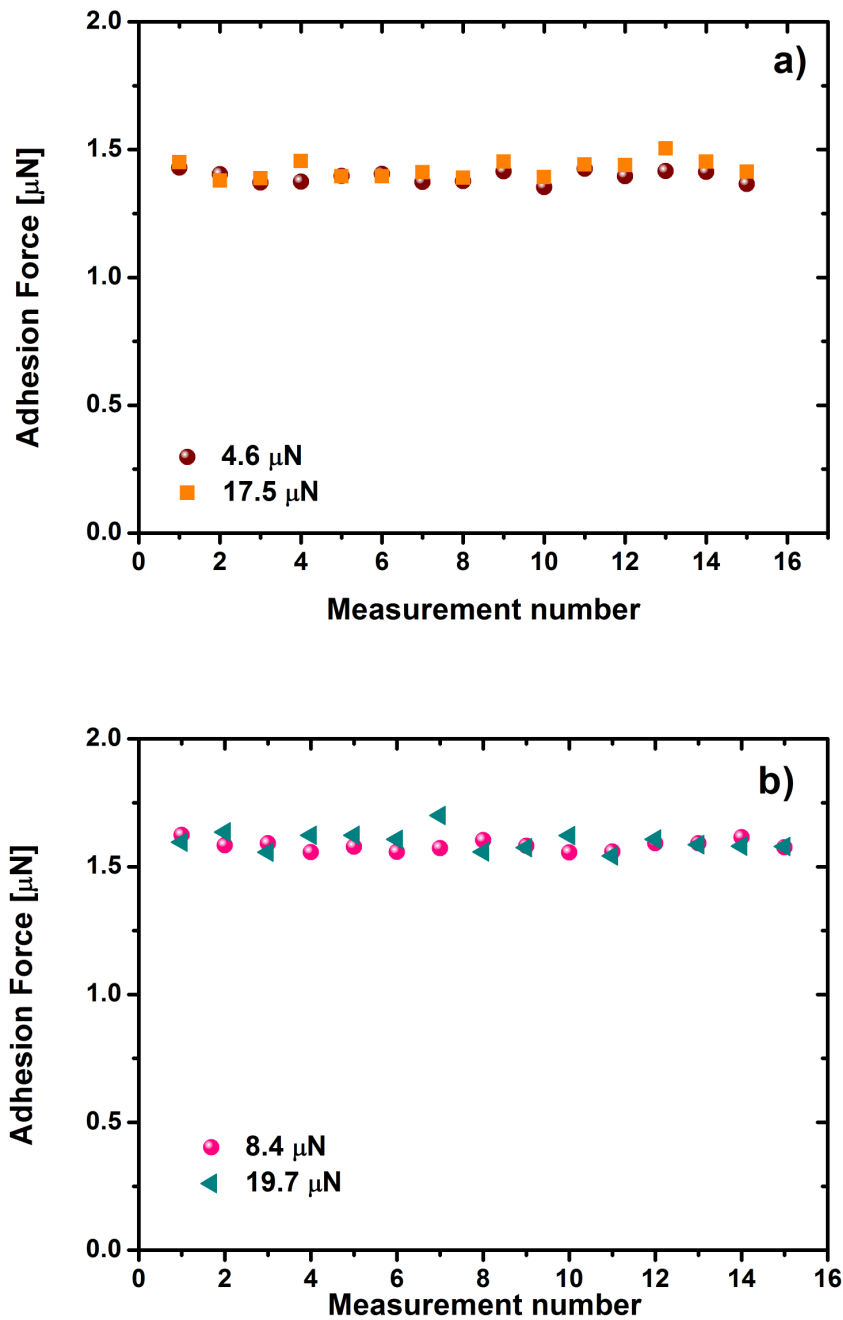 2.0
a)
1.5
1.0
0.5
0.0
Adhesion Force [μN]
4.6 μN
17.5 μN
0 2 4 6 8 10 12 14 16
Measurement number
2.0
b)
1.5
1.0
0.5
0.0
Adhesion Force [μN]
8.4 μN
19.7 μN
0 2 4 6 8 10 12 14 16
Measurement number